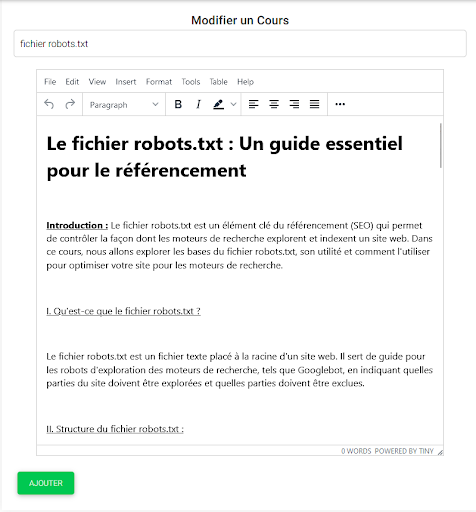 Modifier un Cours
fichier robots.txt
File Edit View Insert Format Tools Table Help
Paragraph B I
Le fichier robots.txt : Un guide essentiel
pour le référencement
Introduction : Le fichier robots.txt est un élément clé du référencement (SEO) qui permet
de contrôler la façon dont les moteurs de recherche explorent et indexent un site web. Dans
ce cours, nous allons explorer les bases du fichier robots.txt, son utilité et comment l'utiliser
pour optimiser votre site pour les moteurs de recherche.
I. Qu'est-ce que le fichier robots.txt ?
Le fichier robots.txt est un fichier texte placé à la racine d'un site web. Il sert de guide pour
les robots d'exploration des moteurs de recherche, tels que Googlebot, en indiquant quelles
parties du site doivent être explorées et quelles parties doivent être exclues.
II. Structure du fichier robots.txt :
0 WORDS POWERED BY TINY
AJOUTER